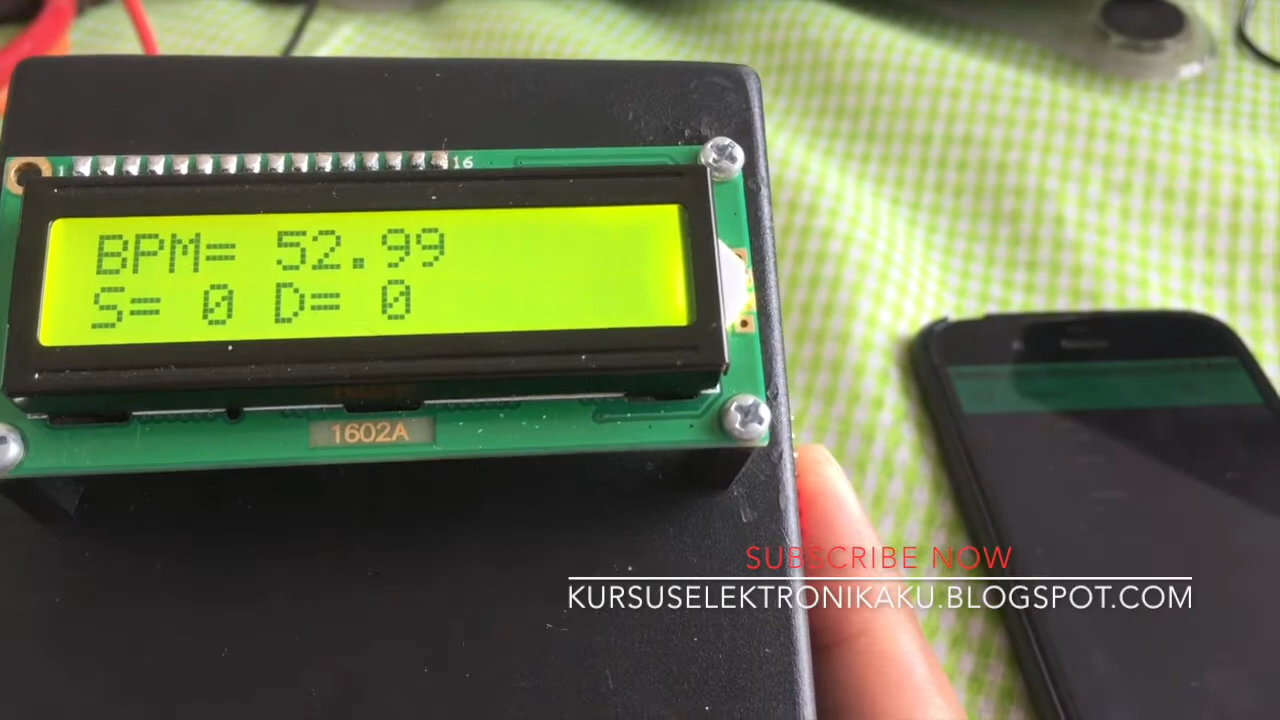 1 16
BPM= 52.99
S= 0 D= 0
1602A
SUBSCRIBE NOW
KURSUSELEKTRONIKAKU.BLOGSPOT.COM